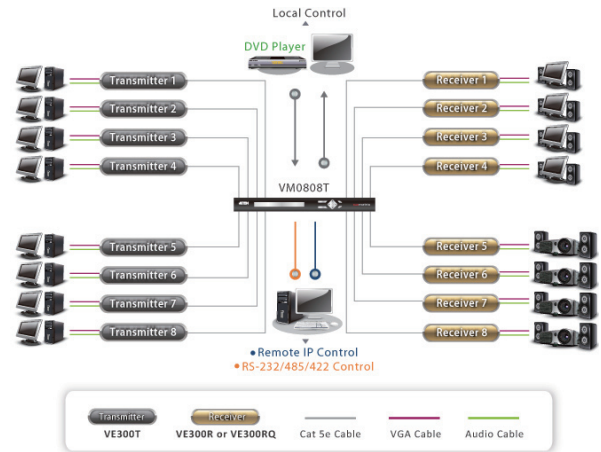 Local Control
DVD Player
Transmitter 1
Receiver 1
Transmitter 2
Receiver 2
Transmitter 3
Receiver 3
Transmitter 4
Receiver 4
VM0808T
ATEN
Transmitter 5
Receiver 5
Transmitter 6
Receiver 6
Transmitter 7
Receiver 7
Transmitter 8
Receiver 8
• Remote IP Control
• RS-232/485/422 Control
Transmitter
Receiver
VE300T
VE300R or VE300RQ
Cat 5e Cable
VGA Cable
Audio Cable